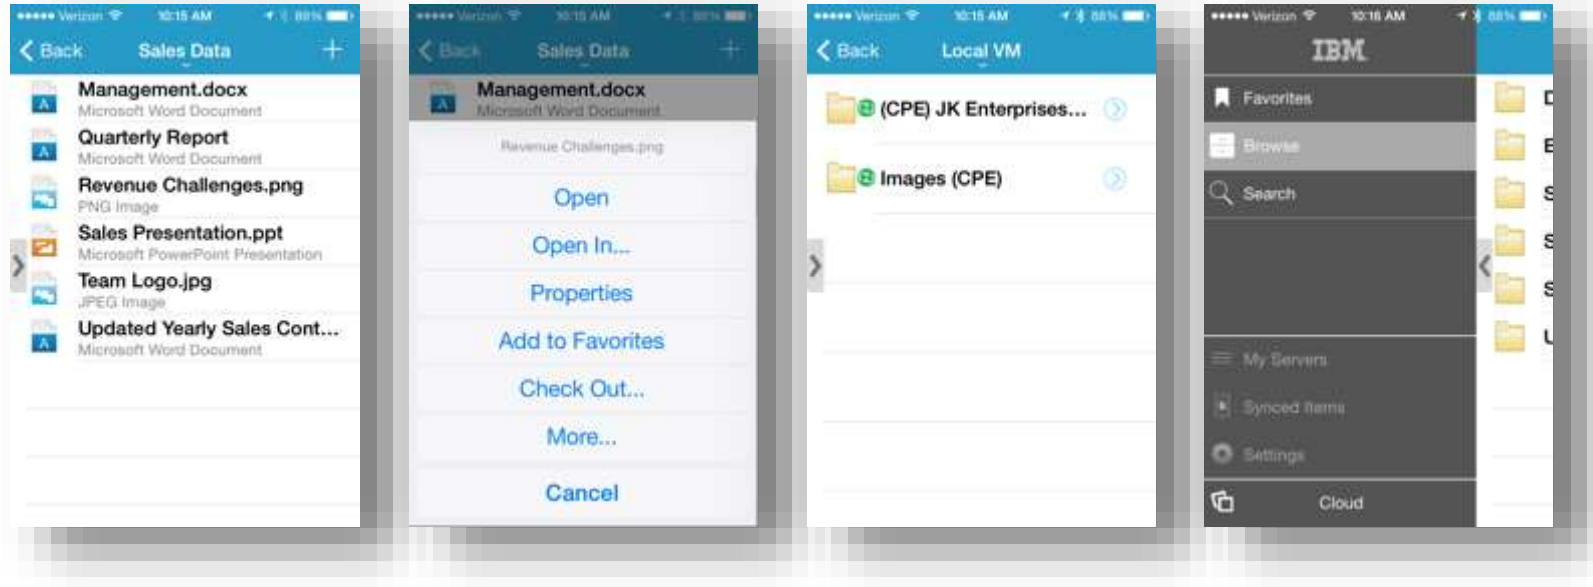 Verizon 10:15 AM 88%
Back Sales Data +
Management.docx
Microsoft Word Document
Quarterly Report
Microsoft Word Document
Revenue Challenges.png
PNG Image
Sales Presentation.ppt
Microsoft PowerPoint Presentation
Team Logo.jpg
JPEG Image
Updated Yearly Sales Cont...
Microsoft Word Document
Verizon 10:15 AM 88%
Back Sales Data +
Management.docx
Microsoft Word Document
Revenue Challenges.png
Open
Open In...
Properties
Add to Favorites
Check Out...
More...
Cancel
Verizon 10:15 AM 88%
Back Local VM
(CPE) JK Enterprises...
Images (CPE)
Verizon 10:16 AM 88%
IBM
Favorites
Browse
Search
My Servers
Synced Items
Settings
Cloud
D
E
S
S
S
U